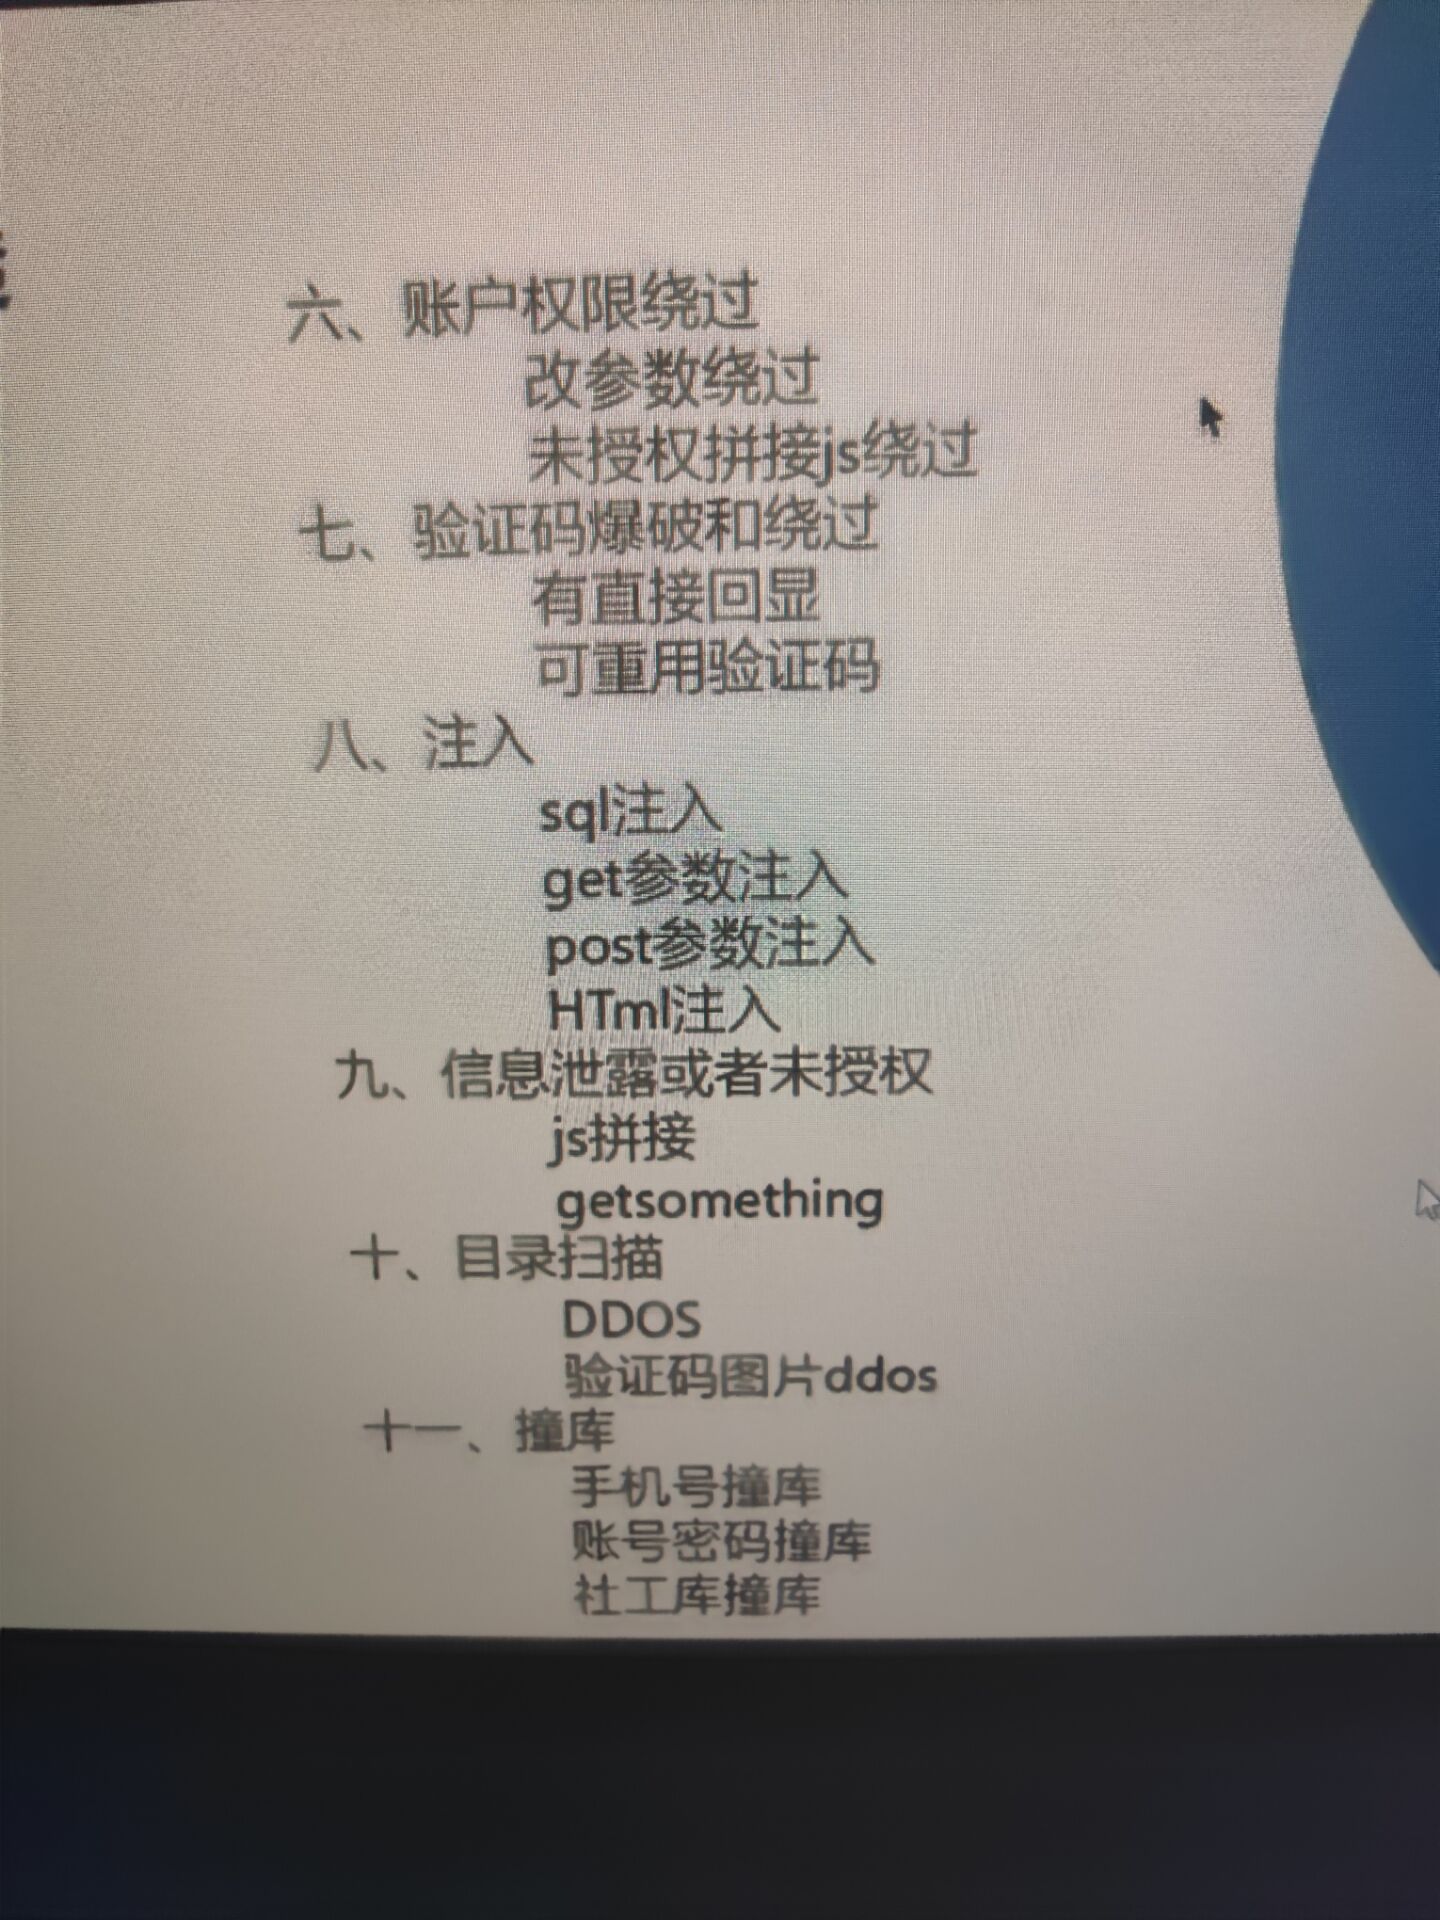 六、账户权限绕过
改参数绕过
未授权拼接js绕过
七、验证码爆破和绕过
有直接回显
可重用验证码
八、注入
sql注入
get参数注入
post参数注入
HTml注入
九、信息泄露或者未授权
js拼接
getsomething
十、目录扫描
DDOS
验证码图片ddos
十一、撞库
手机号撞库
账号密码撞库
社工库撞库